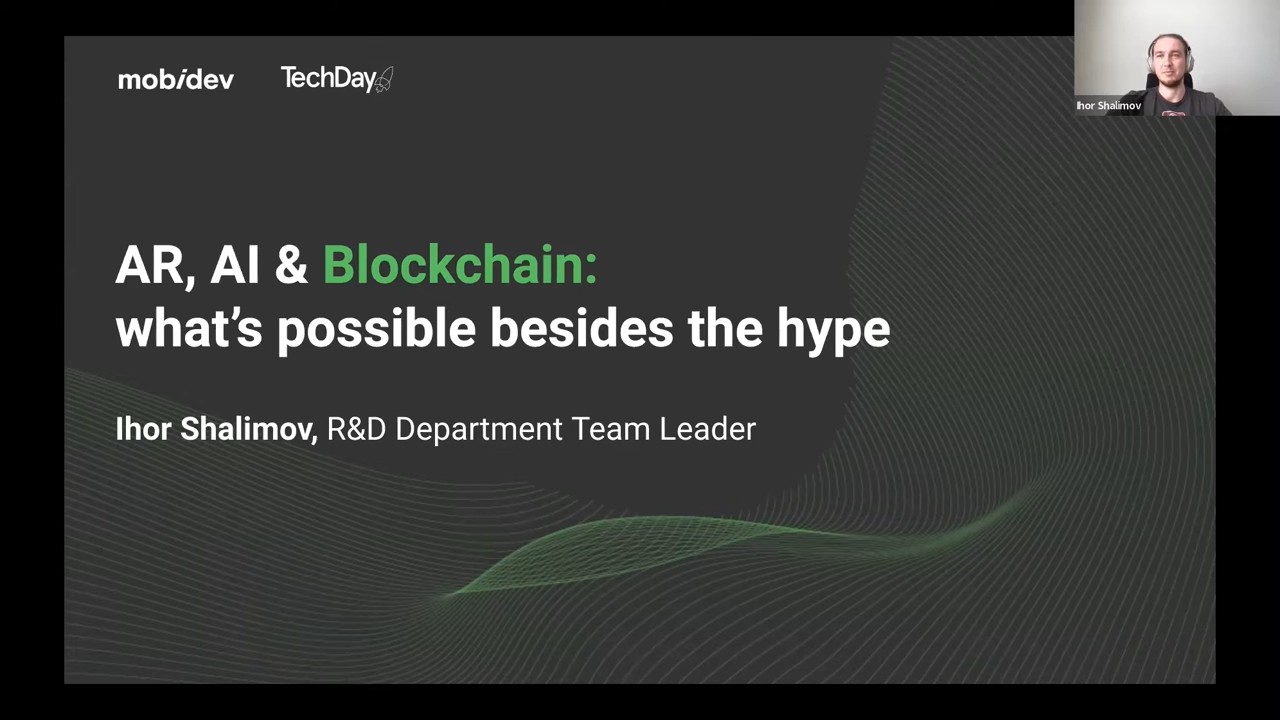 mobidev
TechDay
Ihor Shalimov
AR, AI & Blockchain:
what's possible besides the hype
Ihor Shalimov, R&D Department Team Leader